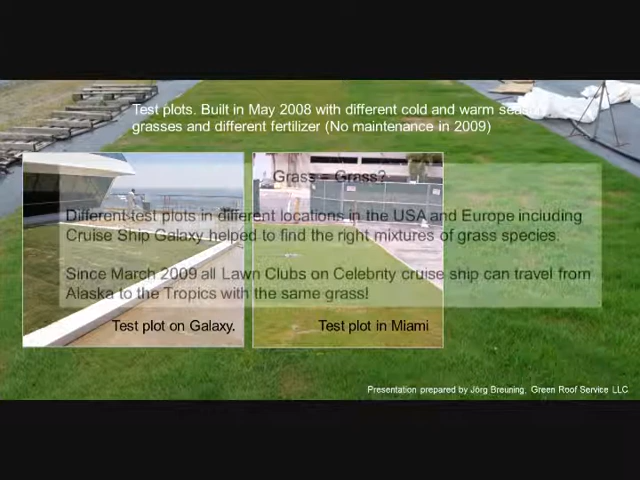 Test plots. Built in May 2008 with different cold and warm season
grasses and different fertilizer (No maintenance in 2009)
Grass = Grass?
Different test plots in different locations in the USA and Europe including
Cruise Ship Galaxy helped to find the right mixtures of grass species.
Since March 2009 all Lawn Clubs on Celebrity cruise ship can travel from
Alaska to the Tropics with the same grass!
Test plot on Galaxy.
Test plot in Miami
Presentation prepared by Jörg Breuning, Green Roof Service LLC